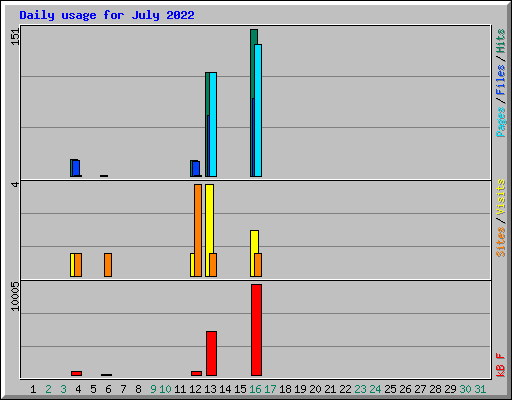 Daily usage for July 2022
151
4
10005
Pages / Files / Hits
Sites / Visits
kB F
1 2 3 4 5 6 7 8 9 10 11 12 13 14 15 16 17 18 19 20 21 22 23 24 25 26 27 28 29 30 31